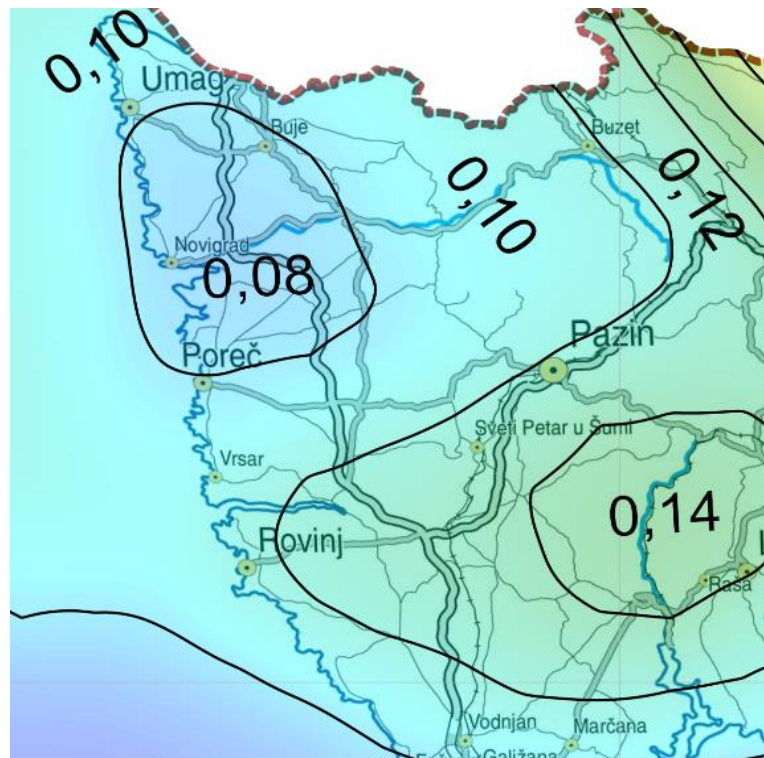 0,10
Umag
Buje
Buzet
0,10
0,12
Novigrad
0,08
Pazin
Poreč
Sveti Petar u Šumi
Vrsar
0,14
Rovinj
Raša
Vodnjan
Marčana
Galižana